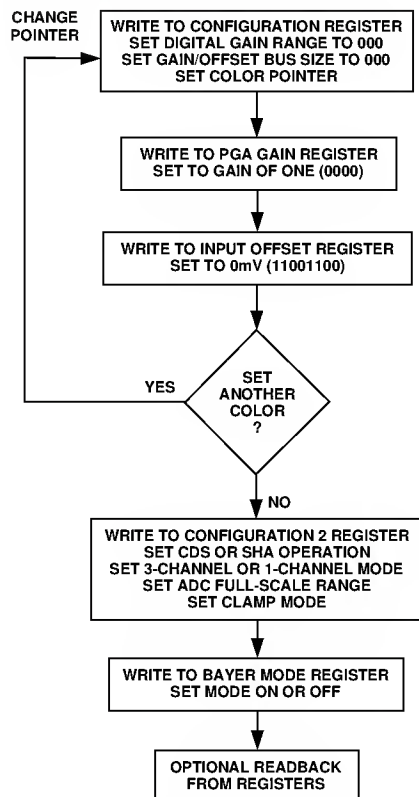 CHANGE
POINTER
WRITE TO CONFIGURATION REGISTER
SET DIGITAL GAIN RANGE TO 000
SET GAIN/OFFSET BUS SIZE TO 000
SET COLOR POINTER
WRITE TO PGA GAIN REGISTER
SET TO GAIN OF ONE (0000)
WRITE TO INPUT OFFSET REGISTER
SET TO 0mV (11001100)
YES
SET
ANOTHER
COLOR
?
NO
WRITE TO CONFIGURATION 2 REGISTER
SET CDS OR SHA OPERATION
SET 3-CHANNEL OR 1-CHANNEL MODE
SET ADC FULL-SCALE RANGE
SET CLAMP MODE
WRITE TO BAYER MODE REGISTER
SET MODE ON OR OFF
OPTIONAL READBACK
FROM REGISTERS